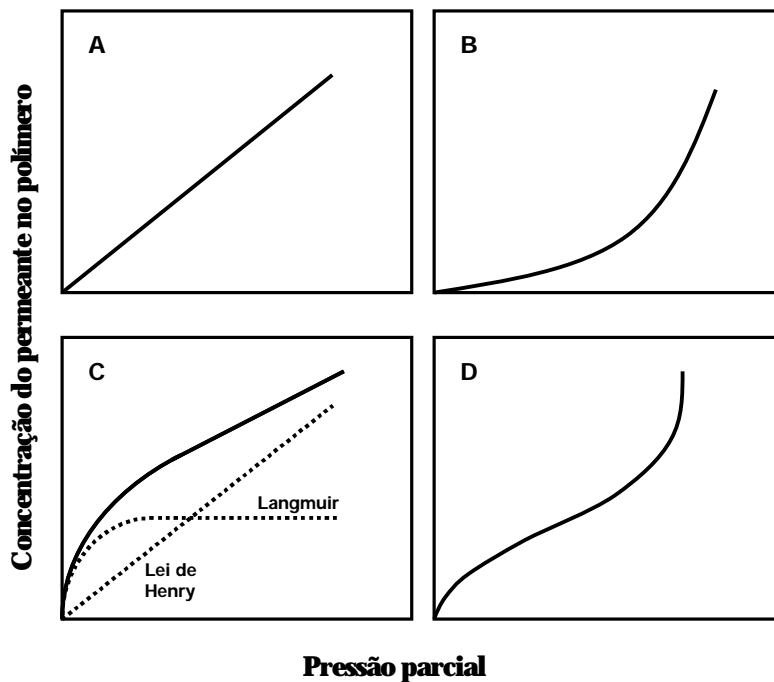 Concentração do permeante no polímero
A
B
C
Langmuir
Lei de
Henry
D
Pressão parcial